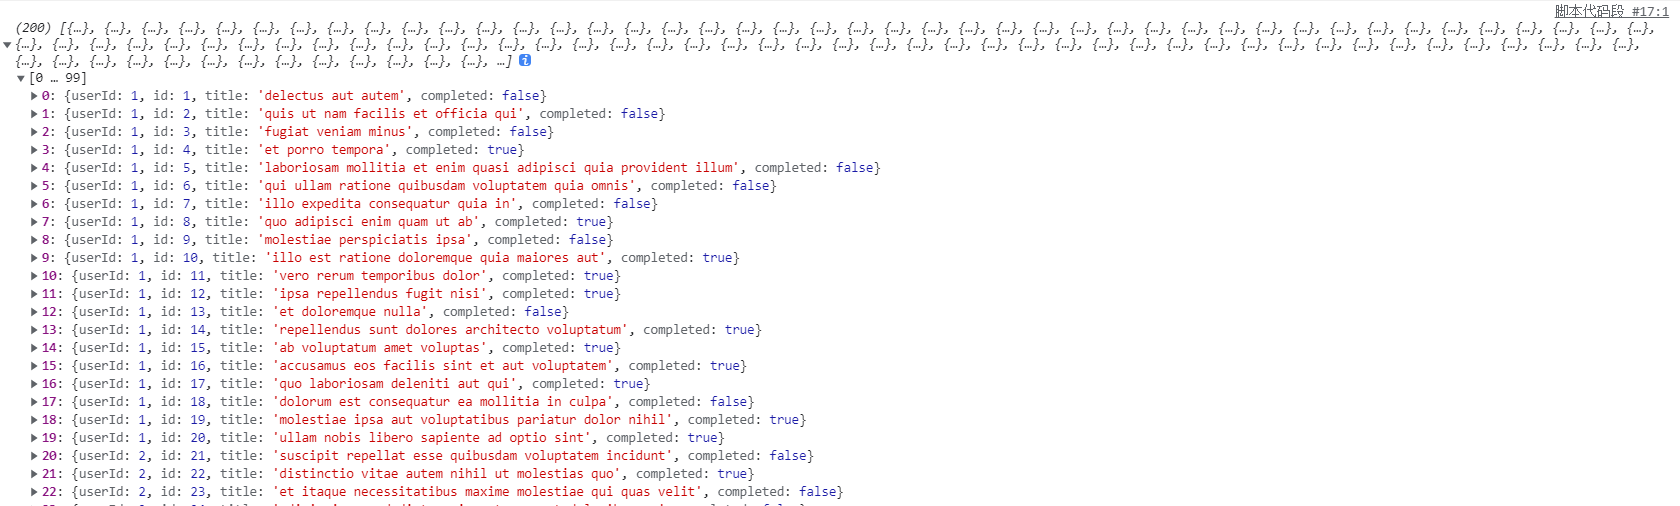 脚本代码段 #17:1
(200) [{…}, {…}, {…}, {…}, {…}, {…}, {…}, {…}, {…}, {…}, {…}, {…}, {…}, {…}, {…}, {…}, {…}, {…}, {…}, {…}, {…}, {…}, {…}, {…}, {…}, {…}, {…}, {…}, {…}, {…}, {…}, {…}, {…}, {…}, {…}, {…}, {…}, {…}, {…}, {…}, {…}, {…}, {…},
{…}, {…}, {…}, {…}, {…}, {…}, {…}, {…}, {…}, {…}, {…}, {…}, {…}, {…}, {…}, {…}, {…}, {…}, {…}, {…}, {…}, {…}, {…}, {…}, {…}, {…}, {…}, {…}, {…}, {…}, {…}, {…}, {…}, {…}, {…}, {…}, {…}, {…}, {…}, {…}, {…}, {…}, {…}, {…},
{…}, {…}, {…}, {…}, {…}, {…}, {…}, {…}, {…}, {…}, {…}, {…}, {…}, …] i
[0 … 99]
0: {userId: 1, id: 1, title: 'delectus aut autem', completed: false}
1: {userId: 1, id: 2, title: 'quis ut nam facilis et officia qui', completed: false}
2: {userId: 1, id: 3, title: 'fugiat veniam minus', completed: false}
3: {userId: 1, id: 4, title: 'et porro tempora', completed: true}
4: {userId: 1, id: 5, title: 'laboriosam mollitia et enim quasi adipisci quia provident illum', completed: false}
5: {userId: 1, id: 6, title: 'qui ullam ratione quibusdam voluptatem quia omnis', completed: false}
6: {userId: 1, id: 7, title: 'illo expedita consequatur quia in', completed: false}
7: {userId: 1, id: 8, title: 'quo adipisci enim quam ut ab', completed: true}
8: {userId: 1, id: 9, title: 'molestiae perspiciatis ipsa', completed: false}
9: {userId: 1, id: 10, title: 'illo est ratione doloremque quia maiores aut', completed: true}
10: {userId: 1, id: 11, title: 'vero rerum temporibus dolor', completed: true}
11: {userId: 1, id: 12, title: 'ipsa repellendus fugit nisi', completed: true}
12: {userId: 1, id: 13, title: 'et doloremque nulla', completed: false}
13: {userId: 1, id: 14, title: 'repellendus sunt dolores architecto voluptatum', completed: true}
14: {userId: 1, id: 15, title: 'ab voluptatum amet voluptas', completed: true}
15: {userId: 1, id: 16, title: 'accusamus eos facilis sint et aut voluptatem', completed: true}
16: {userId: 1, id: 17, title: 'quo laboriosam deleniti aut qui', completed: true}
17: {userId: 1, id: 18, title: 'dolorum est consequatur ea mollitia in culpa', completed: false}
18: {userId: 1, id: 19, title: 'molestiae ipsa aut voluptatibus pariatur dolor nihil', completed: true}
19: {userId: 1, id: 20, title: 'ullam nobis libero sapiente ad optio sint', completed: true}
20: {userId: 2, id: 21, title: 'suscipit repellat esse quibusdam voluptatem incidunt', completed: false}
21: {userId: 2, id: 22, title: 'distinctio vitae autem nihil ut molestias quo', completed: true}
22: {userId: 2, id: 23, title: 'et itaque necessitatibus maxime molestiae qui quas velit', completed: false}